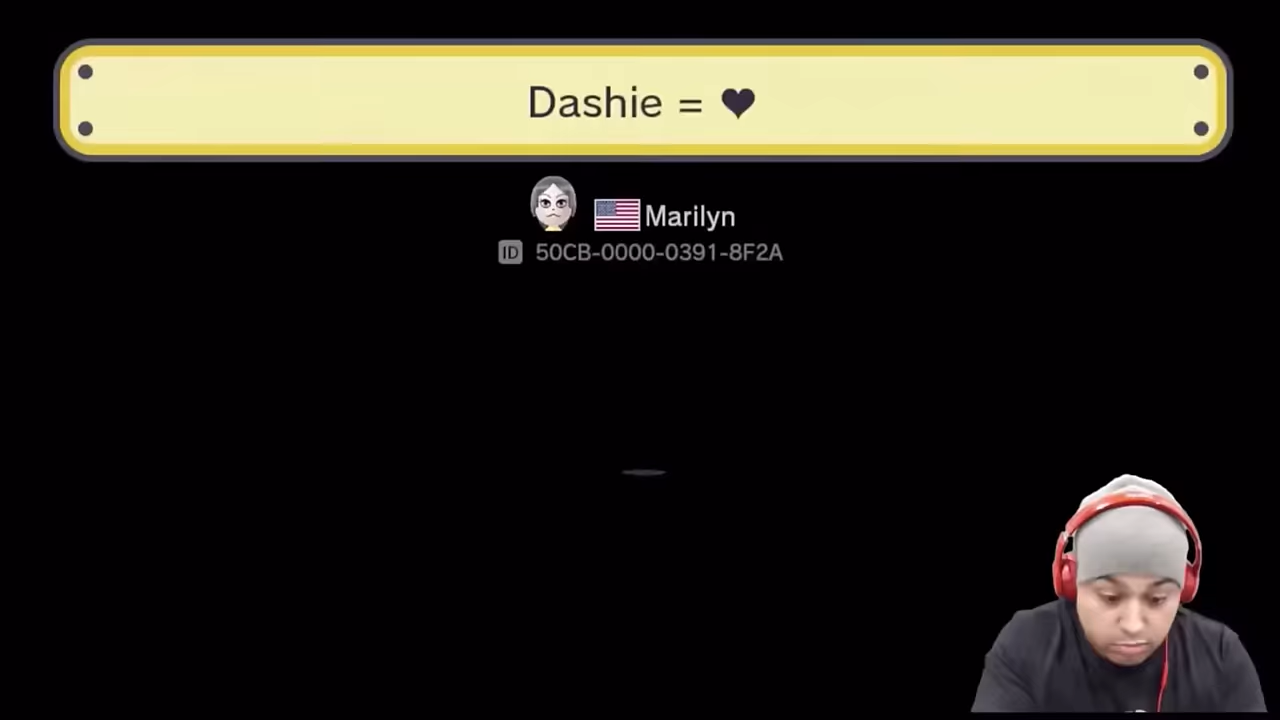 Dashie = ♥
Marilyn
ID 50CB-0000-0391-8F2A